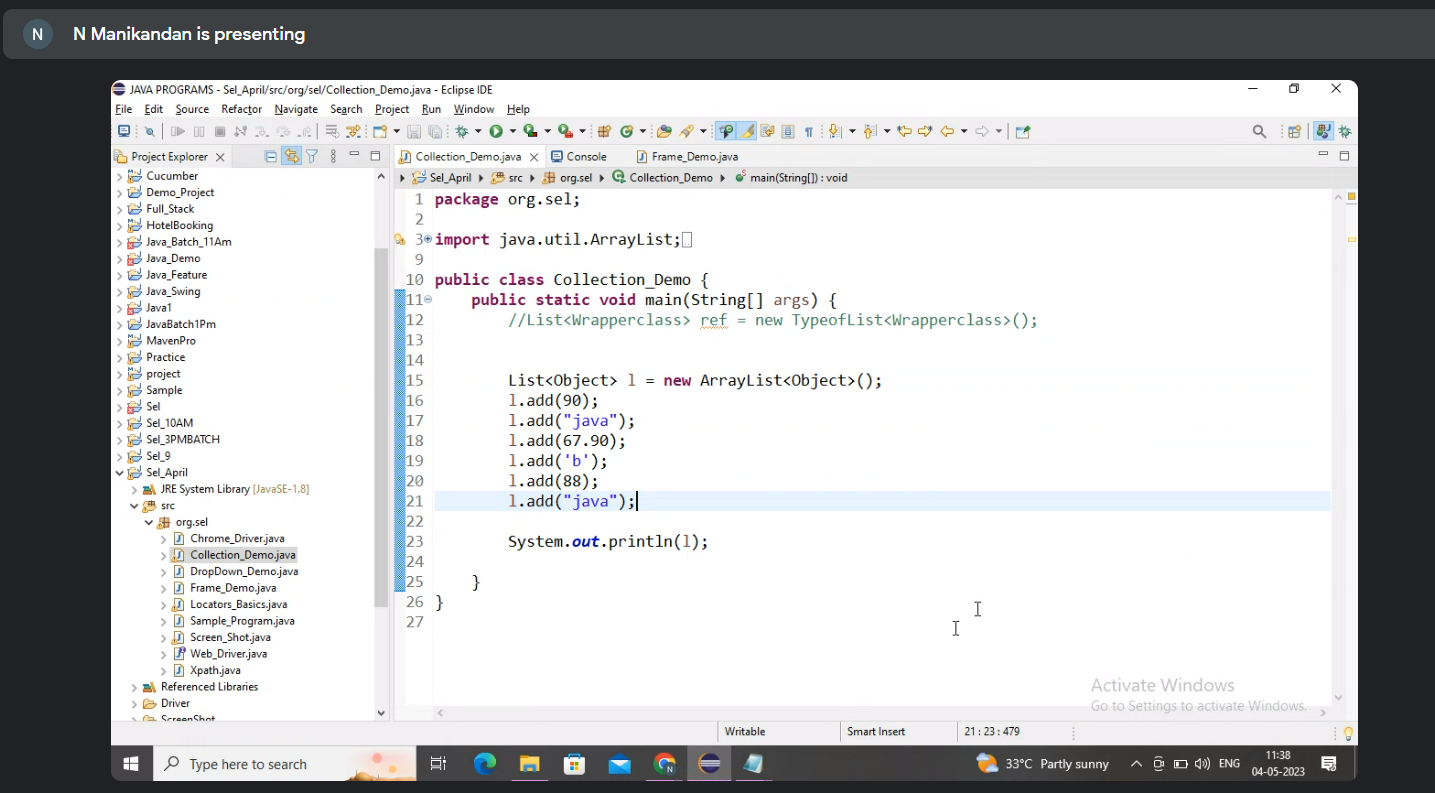 N
N Manikandan is presenting
JAVA PROGRAMS - Sel_April/src/org/sel/Collection_Demo.java - Eclipse IDE
File Edit Source Refactor Navigate Search Project Run Window Help
Project Explorer
Collection_Demo.java
Console
Frame_Demo.java
Sel_April
src
org.sel
Collection_Demo
main(String[]) : void
Cucumber
Demo_Project
Full_Stack
HotelBooking
Java_Batch_11Am
Java_Demo
Java_Feature
Java_Swing
Java1
JavaBatch1Pm
MavenPro
Practice
project
Sample
Sel
Sel_10AM
Sel_3PMBATCH
Sel_9
Sel_April
JRE System Library [JavaSE-1.8]
src
org.sel
Chrome_Driver.java
Collection_Demo.java
DropDown_Demo.java
Frame_Demo.java
Locators_Basics.java
Sample_Program.java
Screen_Shot.java
Web_Driver.java
Xpath.java
Referenced Libraries
Driver
ScreenShot
1 package org.sel;
2
3 import java.util.ArrayList;
9
10 public class Collection_Demo {
11 public static void main(String[] args) {
12 //List<Wrapperclass> ref = new TypeofList<Wrapperclass>();
13
14
15 List<Object> l = new ArrayList<Object>();
16 l.add(90);
17 l.add("java");
18 l.add(67.90);
19 l.add('b');
20 l.add(88);
21 l.add("java");
22
23 System.out.println(l);
24
25 }
26 }
27
Activate Windows
Go to Settings to activate Windows.
Writable
Smart Insert
21 : 23 : 479
Type here to search
N
33°C Partly sunny
ENG
11:38
04-05-2023